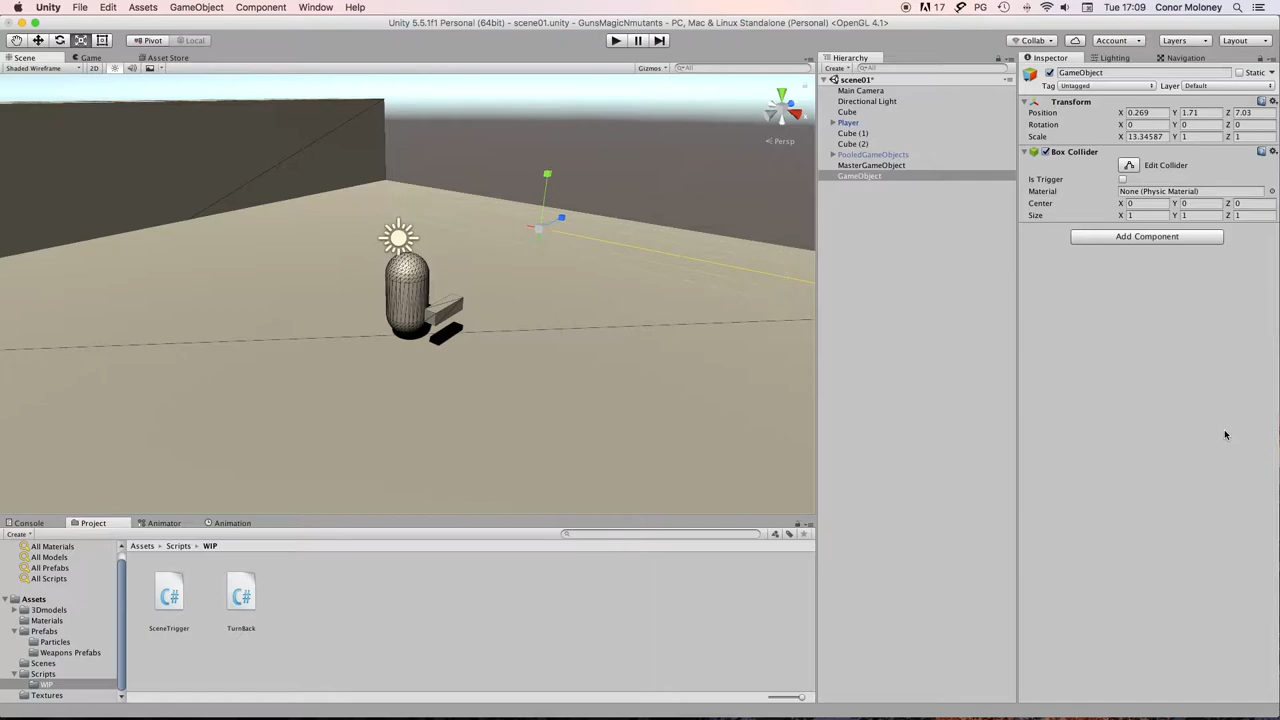 Unity File Edit Assets GameObject Component Window Help 17 PG Tue 17:09 Conor Moloney
Unity 5.5.1f1 Personal (64bit) - scene01.unity - GunsMagicNmutants - PC, Mac & Linux Standalone (Personal) <OpenGL 4.1>
Pivot Local Collab Account Layers Layout
Scene Game Asset Store Hierarchy Inspector Lighting Navigation
Shaded Wireframe 2D Gizmos All Create All GameObject Static
scene01* Tag Untagged Layer Default
Main Camera
Directional Light Transform
Cube Position X 0.269 Y 1.71 Z 7.03
Player Rotation X 0 Y 0 Z 0
Cube (1) Scale X 13.34587 Y 1 Z 1
x
Persp
Cube (2) Box Collider
PooledGameObjects
MasterGameObject Edit Collider
GameObject Is Trigger
Material None (Physic Material)
Center X 0 Y 0 Z 0
Size X 1 Y 1 Z 1
Add Component
Console Project Animator Animation
Create
All Materials Assets Scripts WIP
All Models
All Prefabs
All Scripts
C# C#
Assets
3Dmodels
Materials
SceneTrigger TurnBack
Prefabs
Particles
Weapons Prefabs
Scenes
Scripts
WIP
Textures